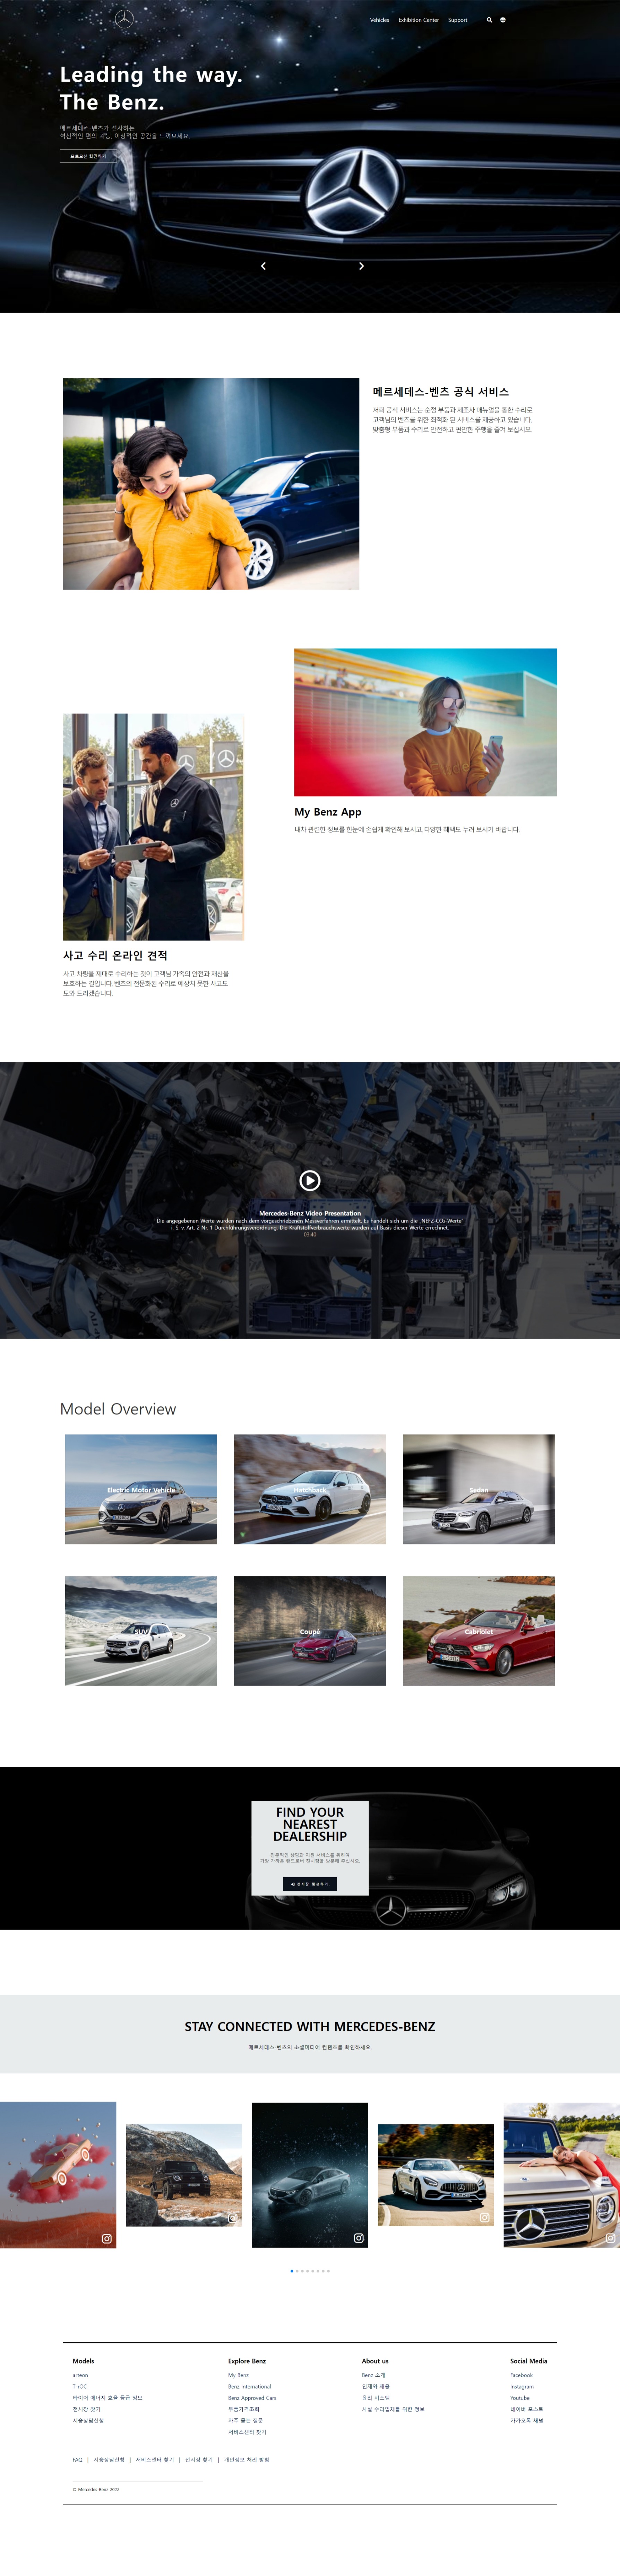 Vehicles Exhibition Center Support
Leading the way.
The Benz.
메르세데스-벤츠가 선사하는
혁신적인 편의 기능, 이상적인 공간을 느껴보세요.
프로모션 확인하기
메르세데스-벤츠 공식 서비스
저희 공식 서비스는 순정 부품과 제조사 매뉴얼을 통한 수리로
고객님의 벤츠를 위한 최적화 된 서비스를 제공하고 있습니다.
맞춤형 부품과 수리로 안전하고 편안한 주행을 즐겨 보십시오.
My Benz App
내차 관련한 정보를 한눈에 손쉽게 확인해 보시고, 다양한 혜택도 누려 보시기 바랍니다.
사고 수리 온라인 견적
사고 차량을 제대로 수리하는 것이 고객님 가족의 안전과 재산을
보호하는 길입니다. 벤츠의 전문화된 수리로 예상치 못한 사고도
도와 드리겠습니다.
Mercedes-Benz Video Presentation
Die angegebenen Werte wurden nach dem vorgeschriebenen Messverfahren ermittelt. Es handelt sich um die „NEFZ-CO₂-Werte“
i. S. v. Art. 2 Nr. 1 Durchführungsverordnung. Die Kraftstoffverbrauchswerte wurden auf Basis dieser Werte errechnet.
03:40
Model Overview
Electric Motor Vehicle
Hatchback
Sedan
SUV
Coupé
Cabriolet
FIND YOUR
NEAREST
DEALERSHIP
전문적인 상담과 자문 서비스를 위하여
가장 가까운 랜드로버 전시장을 방문해 주십시오.
STAY CONNECTED WITH MERCEDES-BENZ
메르세데스-벤츠의 소셜미디어 컨텐츠를 확인하세요.
Models
arteon
T-rOC
타이어 에너지 효율 등급 정보
전시장 찾기
시승상담신청
Explore Benz
My Benz
Benz International
Benz Approved Cars
부품가격조회
자주 묻는 질문
서비스센터 찾기
About us
Benz 소개
인재와 채용
윤리 시스템
사설 수리업체를 위한 정보
Social Media
Facebook
Instagram
Youtube
네이버 포스트
카카오톡 채널
FAQ | 시승상담신청 | 서비스센터 찾기 | 전시장 찾기 | 개인정보 처리 방침
© Mercedes-Benz 2022